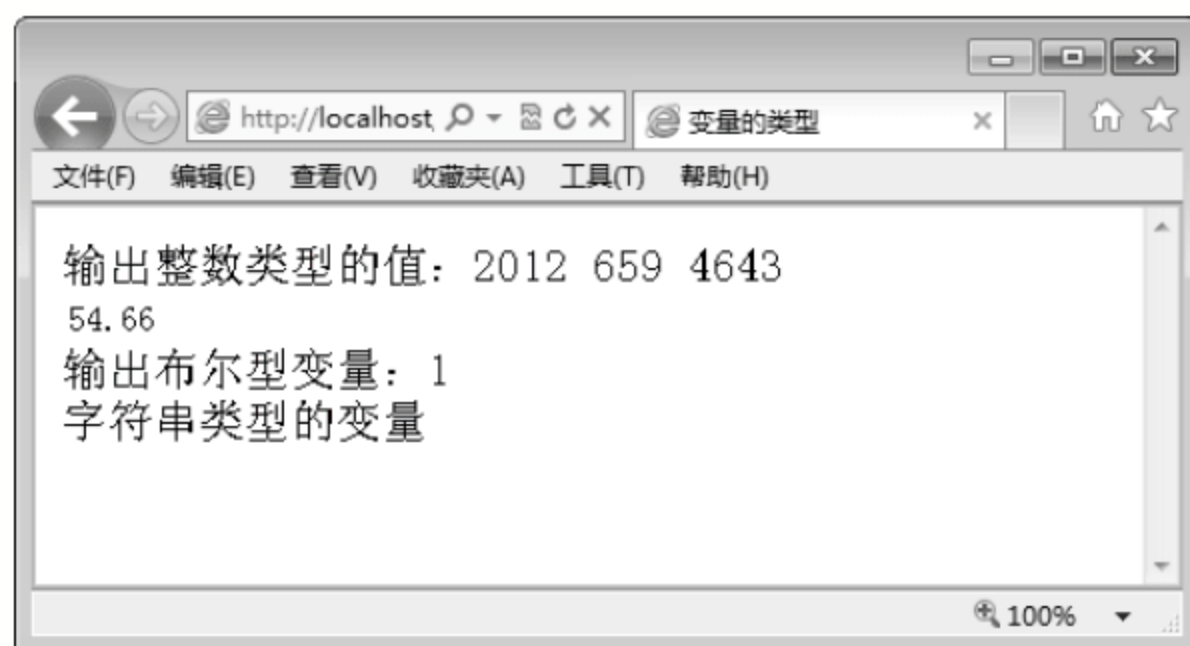 http://localhost
变量的类型
文件(F) 编辑(E) 查看(V) 收藏夹(A) 工具(T) 帮助(H)
输出整数类型的值：2012 659 4643
54.66
输出布尔型变量：1
字符串类型的变量
100%